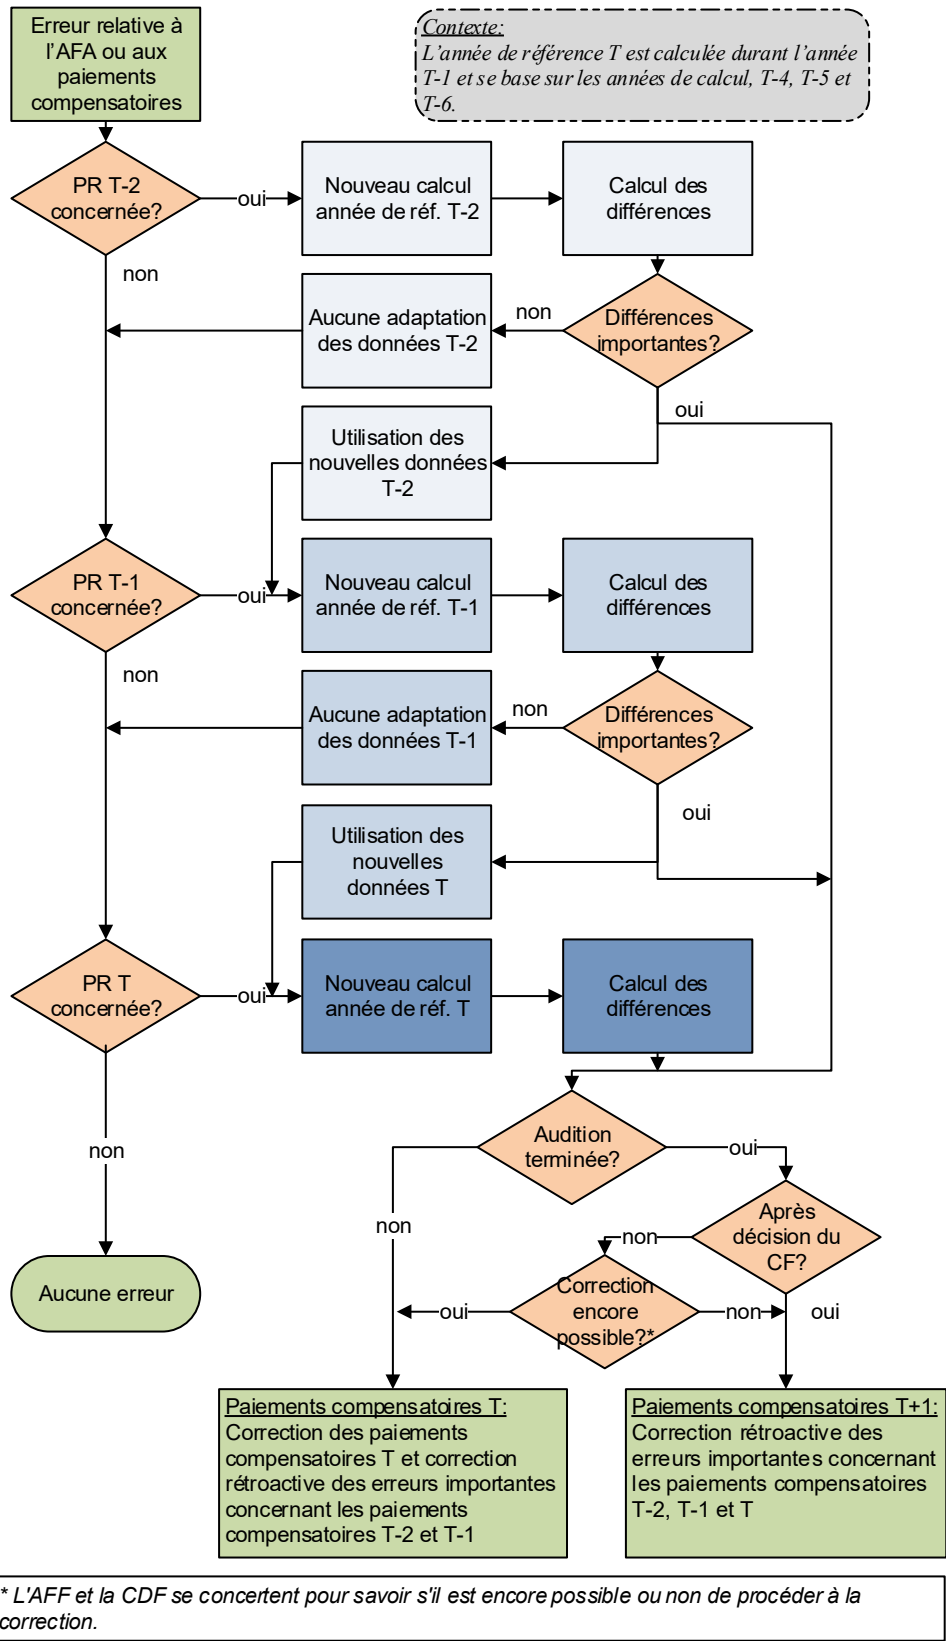 Erreur relative à
l'AFA ou aux
paiements
compensatoires
Contexte:
L'année de référence T est calculée durant l'année
T-1 et se base sur les années de calcul, T-4, T-5 et
T-6.
PR T-2
concernée?
oui
Nouveau calcul
année de réf. T-2
Calcul des
différences
non
Aucune adaptation
des données T-2
non
Différences
importantes?
oui
Utilisation des
nouvelles données
T-2
PR T-1
concernée?
oui
Nouveau calcul
année de réf. T-1
Calcul des
différences
non
Aucune adaptation
des données T-1
non
Différences
importantes?
oui
Utilisation des
nouvelles
données T
PR T
concernée?
oui
Nouveau calcul
année de réf. T
Calcul des
différences
non
Audition
terminée?
oui
non
Après
décision du
CF?
non
Aucune erreur
Correction
encore
possible?*
oui
non
oui
Paiements compensatoires T:
Correction des paiements
compensatoires T et correction
rétroactive des erreurs importantes
concernant les paiements
compensatoires T-2 et T-1
Paiements compensatoires T+1:
Correction rétroactive des
erreurs importantes concernant
les paiements compensatoires
T-2, T-1 et T
* L'AFF et la CDF se concertent pour savoir s'il est encore possible ou non de procéder à la
correction.